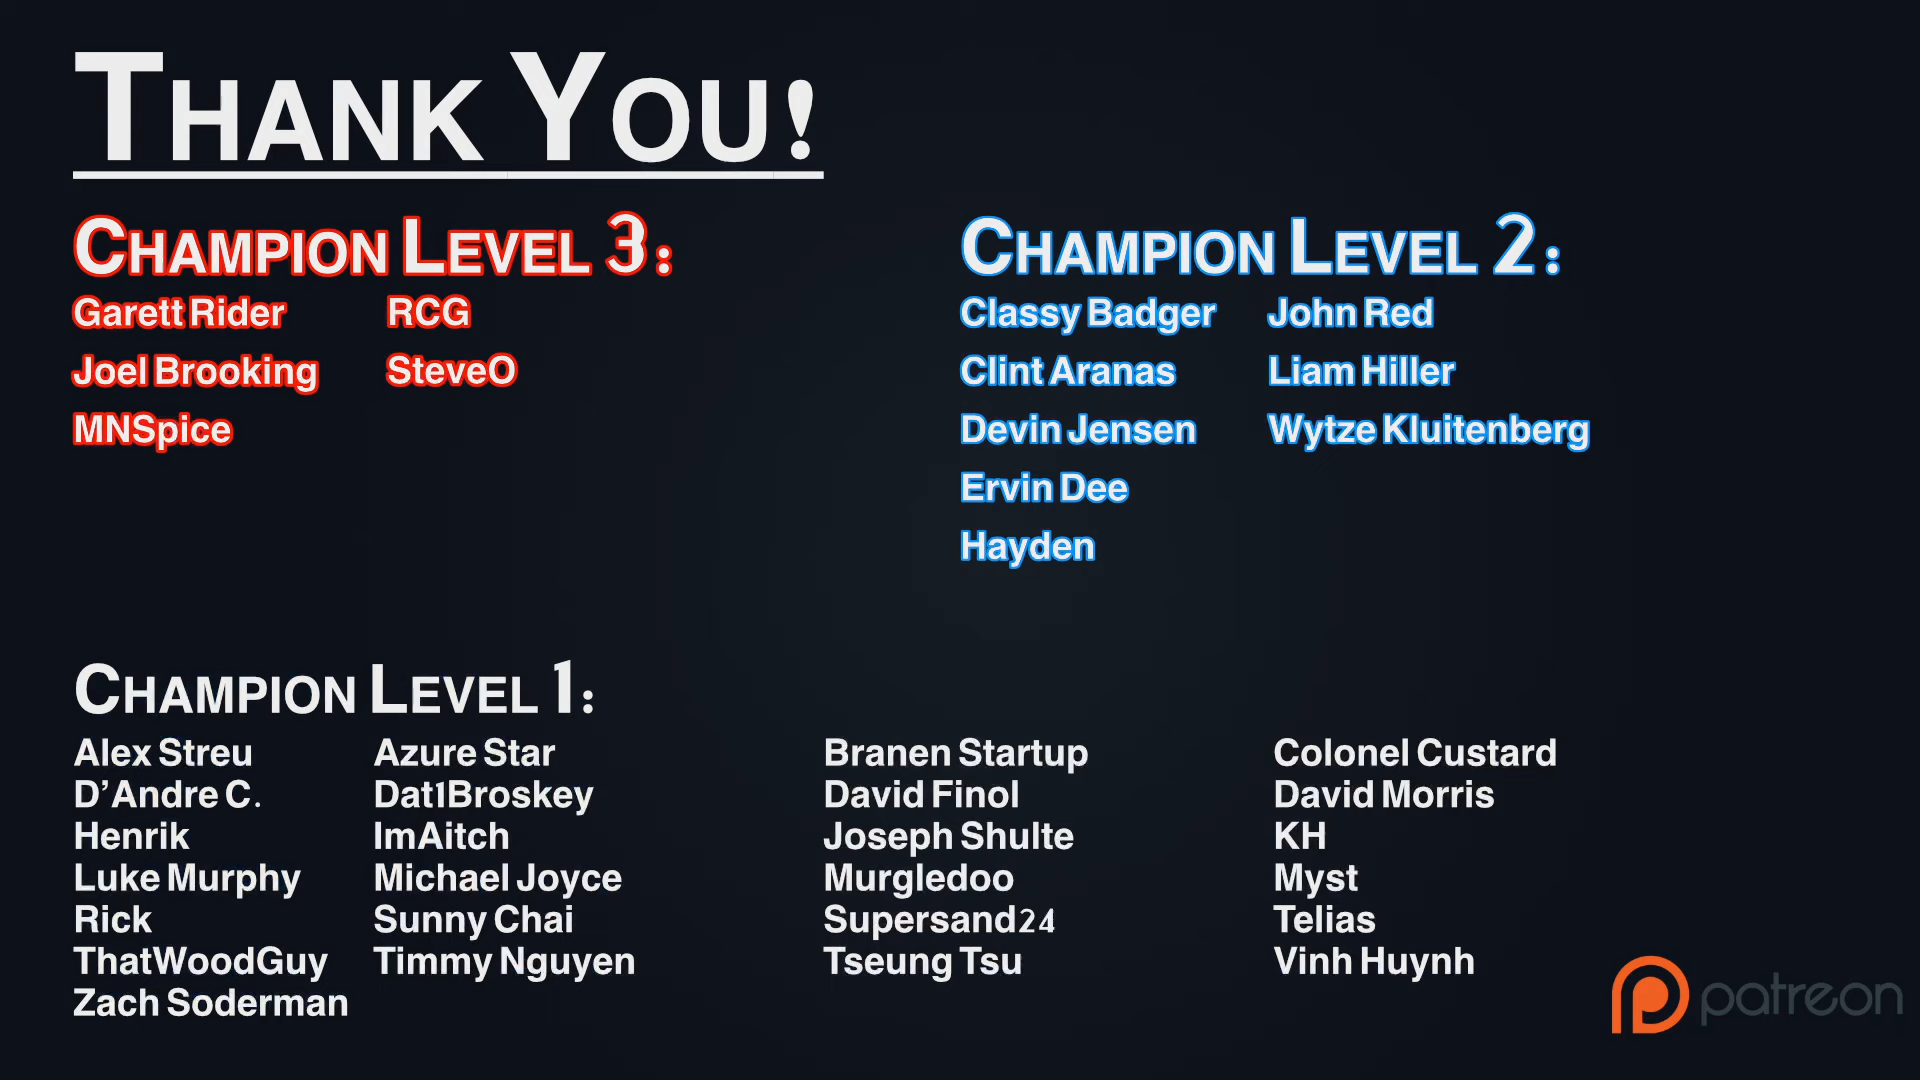 THANK YOU!
CHAMPION LEVEL 3:
Garett Rider RCG
Joel Brooking SteveO
MNSpice
CHAMPION LEVEL 2:
Classy Badger John Red
Clint Aranas Liam Hiller
Devin Jensen Wytze Kluitenberg
Ervin Dee
Hayden
CHAMPION LEVEL 1:
Alex Streu Azure Star Branen Startup Colonel Custard
D’Andre C. Dat1Broskey David Finol David Morris
Henrik ImAitch Joseph Shulte KH
Luke Murphy Michael Joyce Murgledoo Myst
Rick Sunny Chai Supersand24 Telias
ThatWoodGuy Timmy Nguyen Tseung Tsu Vinh Huynh
Zach Soderman
patreon